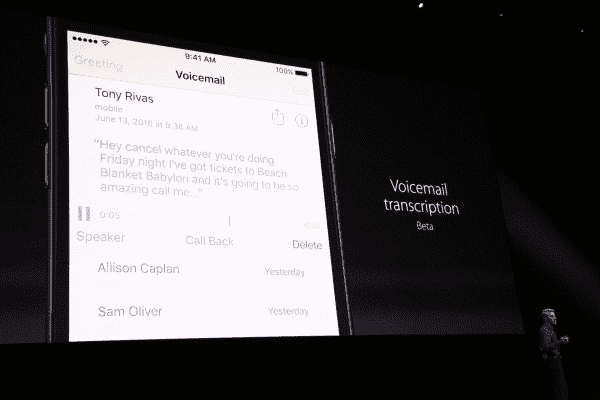 9:41 AM
100%
Greeting
Voicemail
Tony Rivas
mobile
June 13, 2016 at 9:36 AM
"Hey cancel whatever you're doing
Friday night I've got tickets to Beach
Blanket Babylon and it's going to be so
amazing call me..."
0:05
Speaker
Call Back
Delete
Allison Caplan
Yesterday
Sam Oliver
Yesterday
Voicemail
transcription
Beta